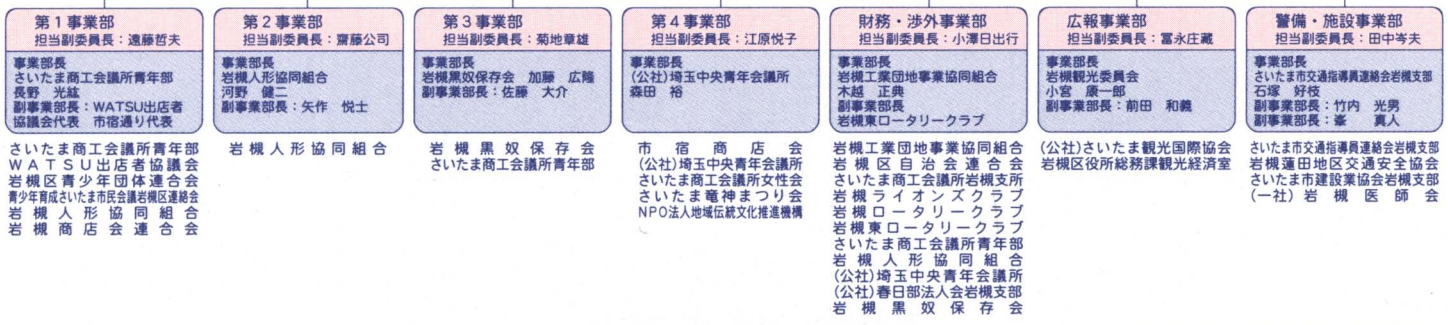 第1事業部
担当副委員長：遠藤哲夫
事業部長
さいたま商工会議所青年部
長野 光紘
副事業部長：WATSU出店者
協議会代表 市宿通り代表
さいたま商工会議所青年部
WATSU出店者協議会
岩槻区青少年団体連合会
青少年育成さいたま市民会議岩槻区連絡会
岩槻人形協同組合
岩槻商店会連合会
第2事業部
担当副委員長：齋藤公司
事業部長
岩槻人形協同組合
河野 健二
副事業部長：矢作 悦士
岩槻人形協同組合
第3事業部
担当副委員長：菊地章雄
事業部長
岩槻黒奴保存会 加藤 広隆
副事業部長：佐藤 大介
岩槻黒奴保存会
さいたま商工会議所青年部
第4事業部
担当副委員長：江原悦子
事業部長
(公社)埼玉中央青年会議所
森田 裕
市宿商店会
(公社)埼玉中央青年会議所
さいたま商工会議所女性会
さいたま竜神まつり会
NPO法人地域伝統文化推進機構
財務・渉外事業部
担当副委員長：小澤日出行
事業部長
岩槻工業団地事業協同組合
木越 正典
副事業部長
岩槻東ロータリークラブ
岩槻工業団地事業協同組合
岩槻区自治会連合会
さいたま商工会議所岩槻支所
岩槻ライオンズクラブ
岩槻ロータリークラブ
岩槻東ロータリークラブ
さいたま商工会議所青年部
岩槻人形協同組合
(公社)埼玉中央青年会議所
(公社)春日部法人会岩槻支部
岩槻黒奴保存会
広報事業部
担当副委員長：冨永庄蔵
事業部長
岩槻観光委員会
小宮 康一郎
副事業部長：前田 和義
(公社)さいたま観光国際協会
岩槻区役所総務課観光経済室
警備・施設事業部
担当副委員長：田中岑夫
事業部長
さいたま市交通指導員連絡会岩槻支部
石塚 好枝
副事業部長：竹内 光男
副事業部長：峯 真人
さいたま市交通指導員連絡会岩槻支部
岩槻蓮田地区交通安全協会
さいたま市建設業協会岩槻支部
(一社)岩槻医師会